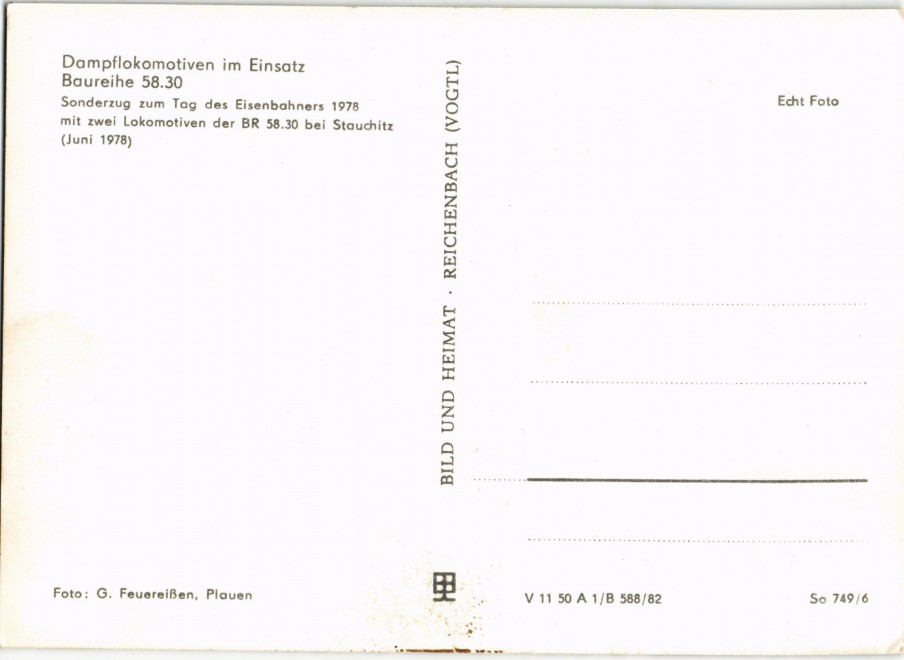 Dampflokomotiven im Einsatz
Baureihe 58.30
Sonderzug zum Tag des Eisenbahners 1978
mit zwei Lokomotiven der BR 58.30 bei Stauchitz
(Juni 1978)
Foto: G. Feuereißen, Plauen
BILD UND HEIMAT · REICHENBACH (VOGTL)
Echt Foto
V 11 50 A 1/B 588/82
So 749/6